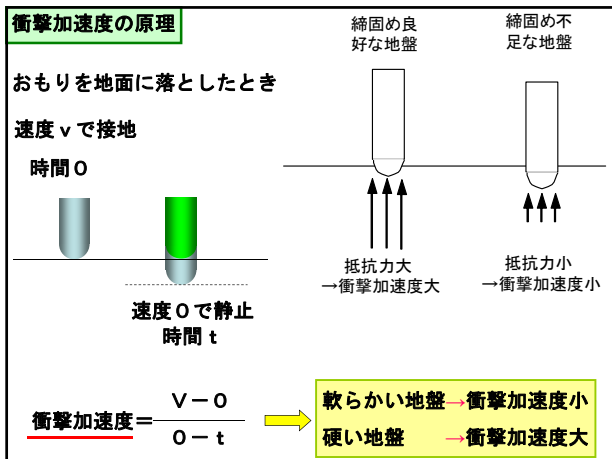 衝撃加速度の原理
おもりを地面に落としたとき
速度ｖで接地
時間０
速度０で静止
時間ｔ
締固め良
好な地盤
締固め不
足な地盤
抵抗力大
→衝撃加速度大
抵抗力小
→衝撃加速度小
衝撃加速度＝
Ｖ－０
０－ｔ
軟らかい地盤→衝撃加速度小
硬い地盤　　→衝撃加速度大